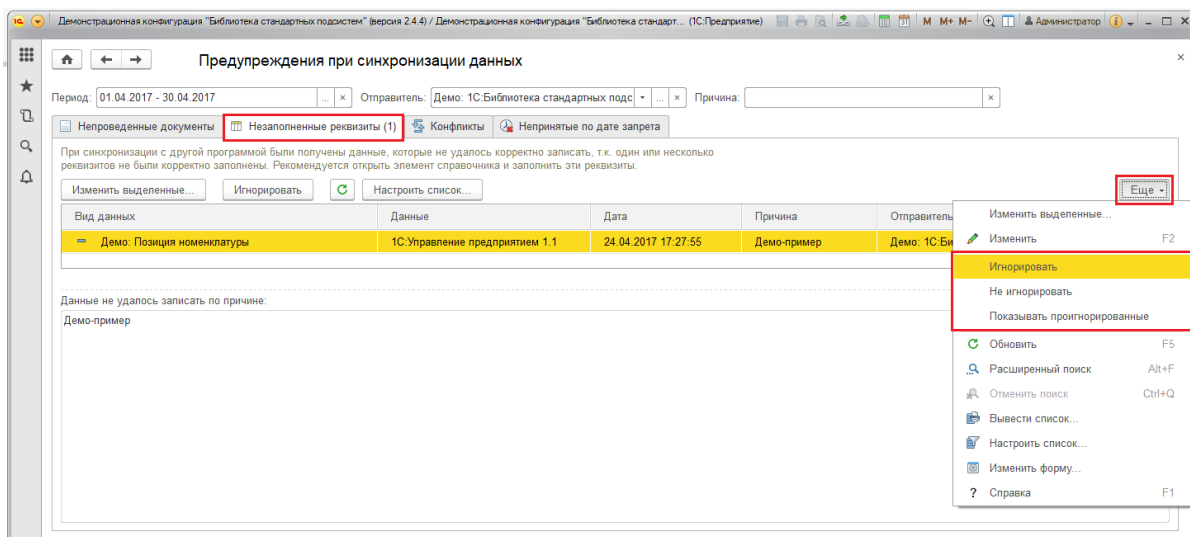 Демонстрационная конфигурация "Библиотека стандартных подсистем" (версия 2.4.4) / Демонстрационная конфигурация "Библиотека стандарт... (1С:Предприятие) M M+ M- Администратор
Предупреждения при синхронизации данных
Период: 01.04.2017 - 30.04.2017 ... × Отправитель: Демо: 1С:Библиотека стандартных подс ... × Причина: ×
Непроведенные документы Незаполненные реквизиты (1) Конфликты Непринятые по дате запрета
При синхронизации с другой программой были получены данные, которые не удалось корректно записать, т.к. один или несколько
реквизитов не были корректно заполнены. Рекомендуется открыть элемент справочника и заполнить эти реквизиты.
Изменить выделенные... Игнорировать Настроить список... Еще
Вид данных Данные Дата Причина Отправитель
Демо: Позиция номенклатуры 1С:Управление предприятием 1.1 24.04.2017 17:27:55 Демо-пример Демо: 1С:Би
Данные не удалось записать по причине:
Демо-пример
Изменить выделенные...
Изменить F2
Игнорировать
Не игнорировать
Показывать проигнорированные
Обновить F5
Расширенный поиск Alt+F
Отменить поиск Ctrl+Q
Вывести список...
Настроить список...
Изменить форму...
? Справка F1